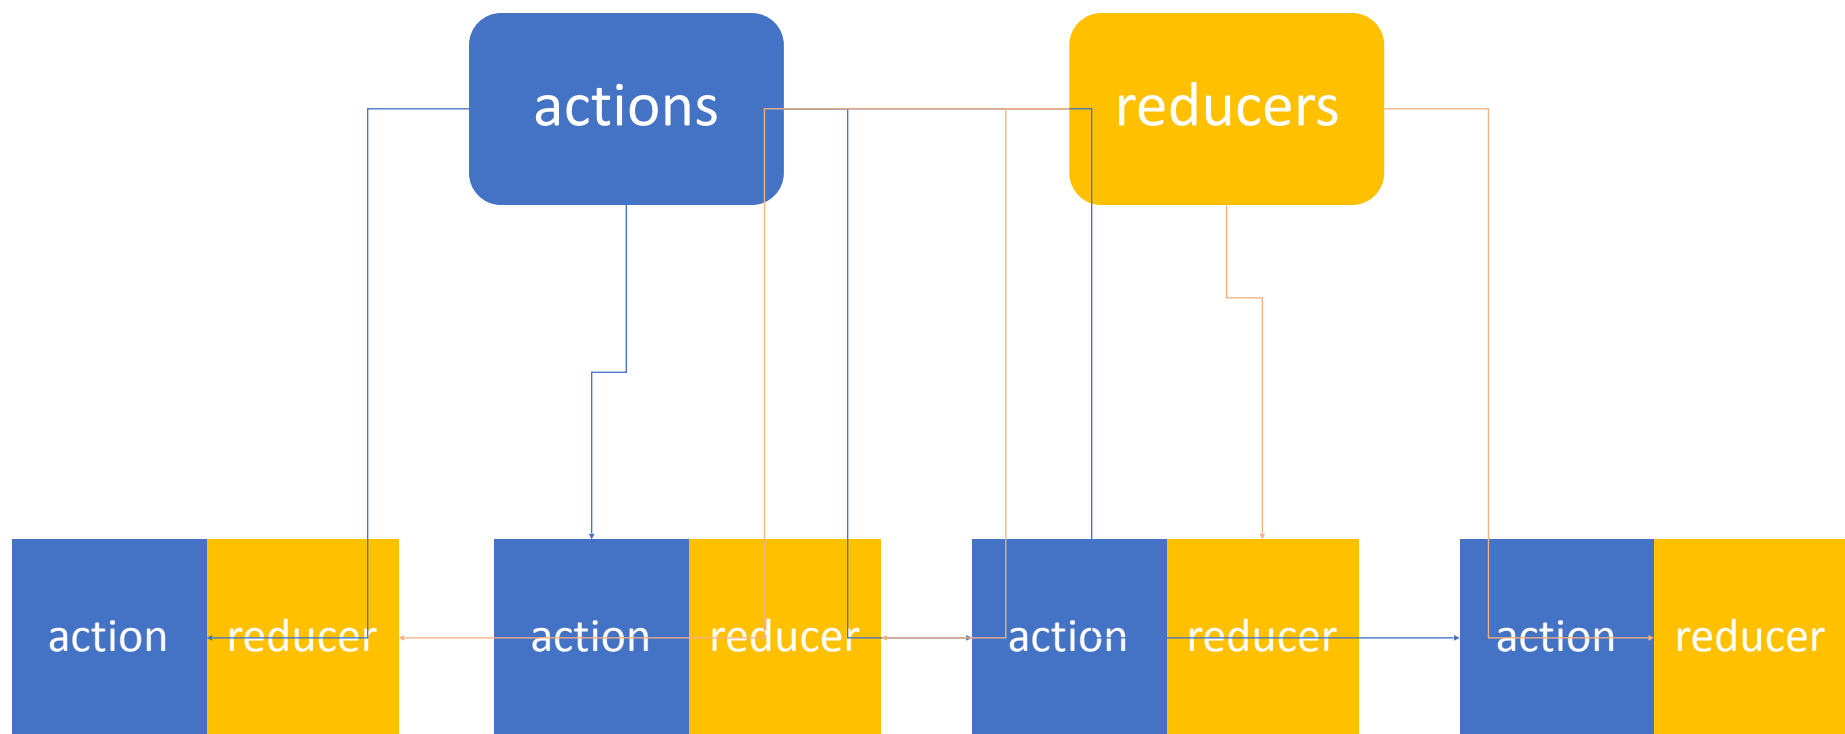 actions
reducers
action
reducer
action
reducer
action
reducer
action
reducer